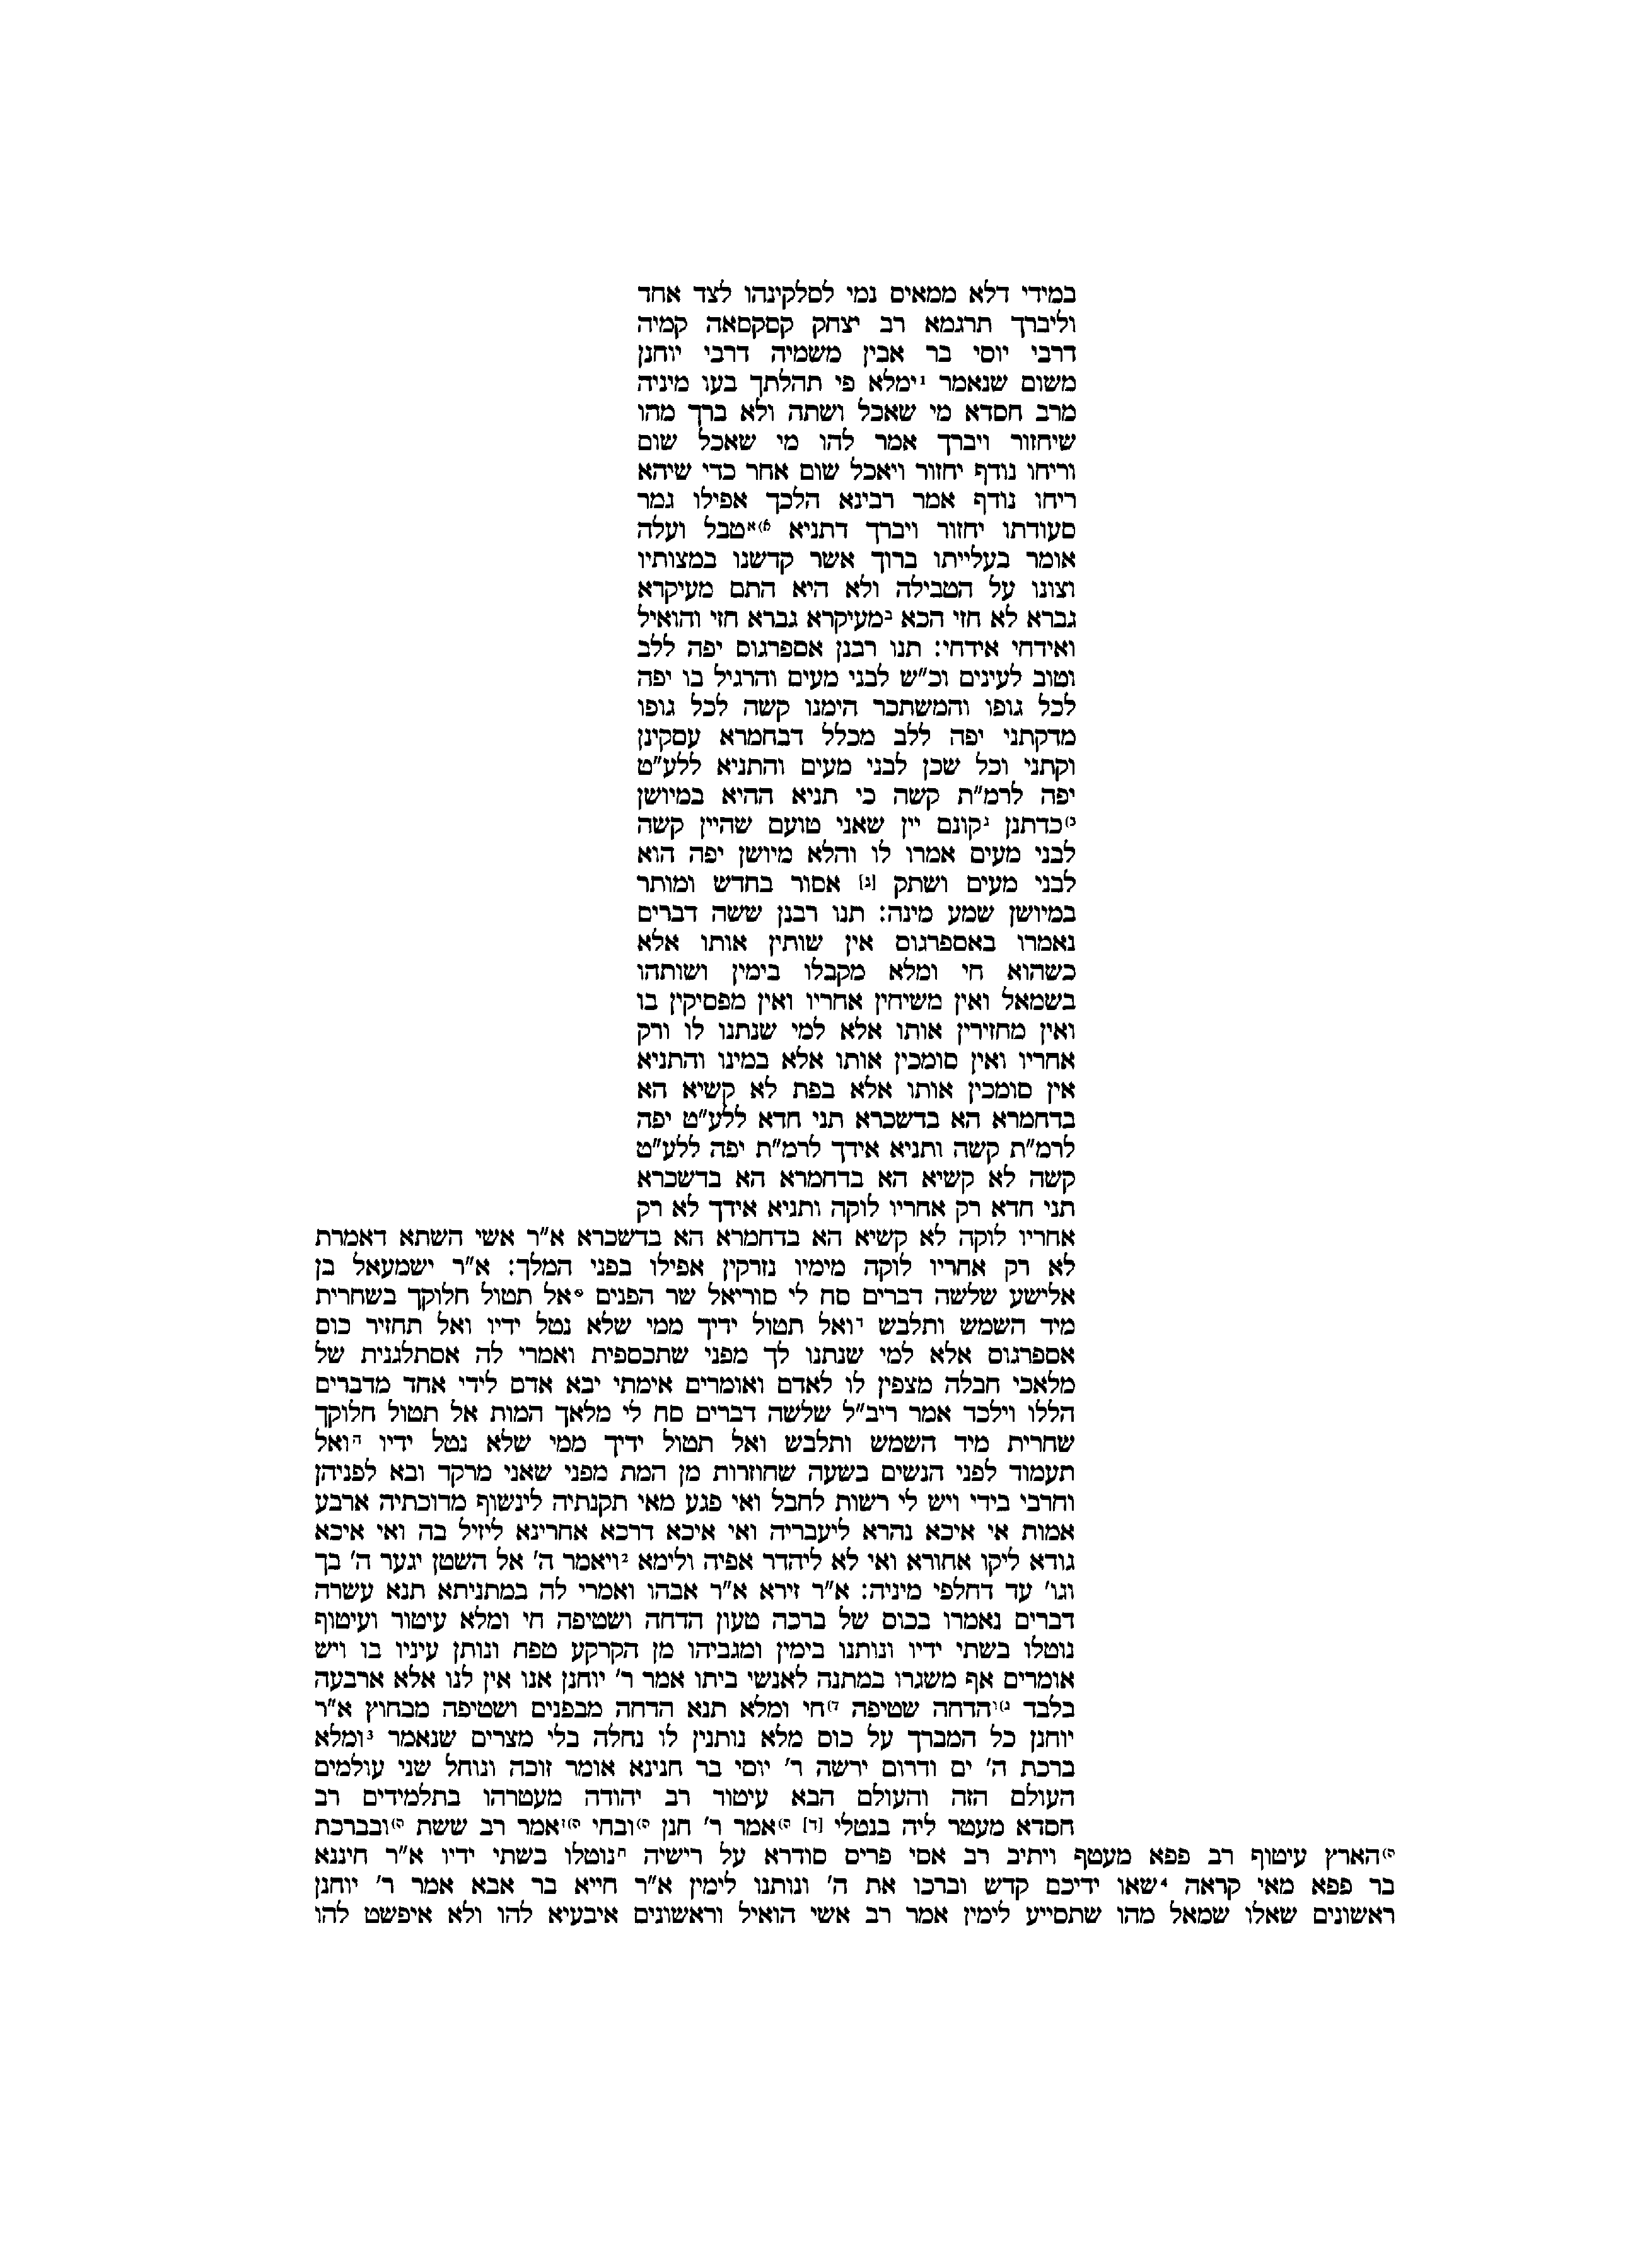 במידי דלא ממאיס נמי לסלקינהו לצד אחד
וליברך תרגמא רב יצחק קסקסאה קמיה
דרבי יוסי בר אבין משמיה דרבי יוחנן
משום שנאמר ¹ימלא פי תהלתך בעו מיניה
מרב חסדא מי שאכל ושתה ולא ברך מהו
שיחזור ויברך אמר להו מי שאכל שום
וריחו נודף יחזור ויאכל שום אחר כדי שיהא
ריחו נודף אמר רבינא הלכך אפילו גמר
סעודתו יחזור ויברך דתניא ⁽אטבל ועלה
אומר בעלייתו ברוך אשר קדשנו במצותיו
וצונו על הטבילה ולא היא התם מעיקרא
גברא לא חזי הכא במעיקרא גברא חזי והואיל
ואידחי אידחי: תנו רבנן אספרגוס יפה ללב
וטוב לעינים וכ"ש לבני מעים והרגיל בו יפה
לכל גופו והמשתכר הימנו קשה לכל גופו
מדקתני יפה ללב מכלל דבחמרא עסקינן
וקתני וכל שכן לבני מעים והתניא ללע"ט
יפה לרמ"ת קשה כי תניא ההיא במיושן
כ)כדתנן גקונם יין שאני טועם שהיין קשה
לבני מעים אמרו לו והלא מיושן יפה הוא
לבני מעים ושתק [ג] אסור בחדש ומותר
במיושן שמע מינה: תנו רבנן ששה דברים
נאמרו באספרגוס אין שותין אותו אלא
כשהוא חי ומלא מקבלו בימין ושותהו
בשמאל ואין משיחין אחריו ואין מפסיקין בו
ואין מחזירין אותו אלא למי שנתנו לו ורק
אחריו ואין סומכין אותו אלא במינו והתניא
אין סומכין אותו אלא בפת לא קשיא הא
בדחמרא הא בדשכרא תני חדא ללע"ט יפה
לרמ"ת קשה ותניא אידך לרמ"ת יפה ללע"ט
קשה לא קשיא הא בדחמרא הא בדשכרא
תני חדא רק אחריו לוקה ותניא אידך לא רק
אחריו לוקה לא קשיא הא בדחמרא הא בדשכרא א"ר אשי השתא דאמרת
לא רק אחריו לוקה מימיו נזרקין אפילו בפני המלך: א"ר ישמעאל בן
אלישע שלשה דברים סח לי סוריאל שר הפנים °אל תטול חלוקך בשחרית
מיד השמש ותלבש דואל תטול ידיך ממי שלא נטל ידיו ואל תחזיר כוס
אספרגוס אלא למי שנתנו לך מפני שתכספית ואמרי לה אסתלגנית של
מלאכי חבלה מצפין לו לאדם ואומרים אימתי יבא אדם לידי אחד מדברים
הללו וילכד אמר ריב"ל שלשה דברים סח לי מלאך המות אל תטול חלוקך
שחרית מיד השמש ותלבש ואל תטול ידיך ממי שלא נטל ידיו הואל
תעמוד לפני הנשים בשעה שחוזרות מן המת מפני שאני מרקד ובא לפניהן
וחרבי בידי ויש לי רשות לחבל ואי פגע מאי תקנתיה לינשוף מדוכתיה ארבע
אמות אי איכא נהרא ליעבריה ואי איכא דרכא אחרינא ליזיל בה ואי איכא
גודא ליקו אחורא ואי לא ליהדר אפיה ולימא ²ויאמר ה' אל השטן יגער ה' בך
וגו' עד דחלפי מיניה: א"ר זירא א"ר אבהו ואמרי לה במתניתא תנא עשרה
דברים נאמרו בכוס של ברכה טעון הדחה ושטיפה חי ומלא עיטור ועיטוף
נוטלו בשתי ידיו ונותנו בימין ומגביהו מן הקרקע טפח ונותן עיניו בו ויש
אומרים אף משגרו במתנה לאנשי ביתו אמר ר' יוחנן אנו אין לנו אלא ארבעה
בלבד ג)והדחה שטיפה ד)חי ומלא תנא הדחה מבפנים ושטיפה מבחוץ א"ר
יוחנן כל המברך על כוס מלא נותנין לו נחלה בלי מצרים שנאמר ³ומלא
ברכת ה' ים ודרום ירשה ר' יוסי בר חנינא אומר זוכה ונוחל שני עולמים
העולם הזה והעולם הבא עיטור רב יהודה מעטרהו בתלמידים רב
חסדא מעטר ליה בנטלי [ד] ס)אמר ר' חנן ס)ובחי ס)זאמר רב ששת ס)ובברכת
ס)הארץ עיטוף רב פפא מעטף ויתיב רב אסי פריס סודרא על רישיה חנוטלו בשתי ידיו א"ר חיננא
בר פפא מאי קראה ⁴שאו ידיכם קדש וברכו את ה' ונותנו לימין א"ר חייא בר אבא אמר ר' יוחנן
ראשונים שאלו שמאל מהו שתסייע לימין אמר רב אשי הואיל וראשונים איבעיא להו ולא איפשט להו